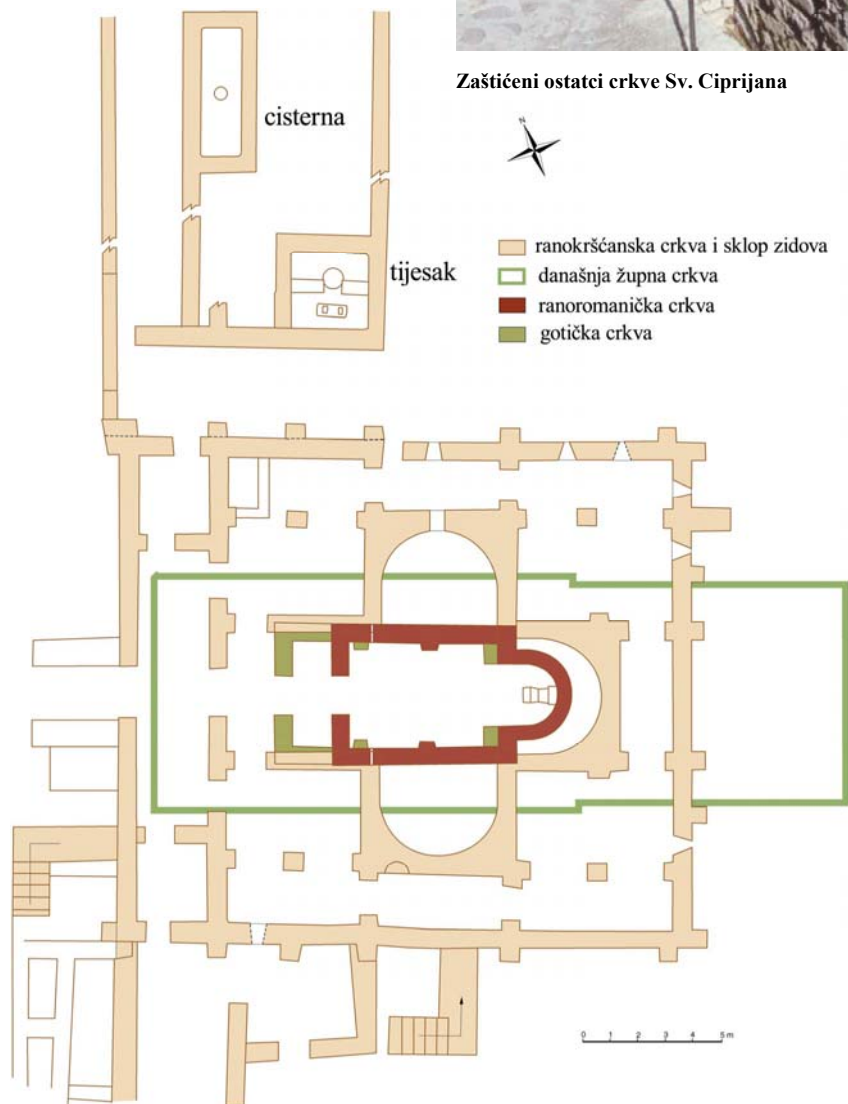 Zaštićeni ostatci crkve Sv. Ciprijana
cisterna
N
ranokršćanska crkva i sklop zidova
tijesak
današnja župna crkva
ranoromanička crkva
gotička crkva
0 1 2 3 4 5 m